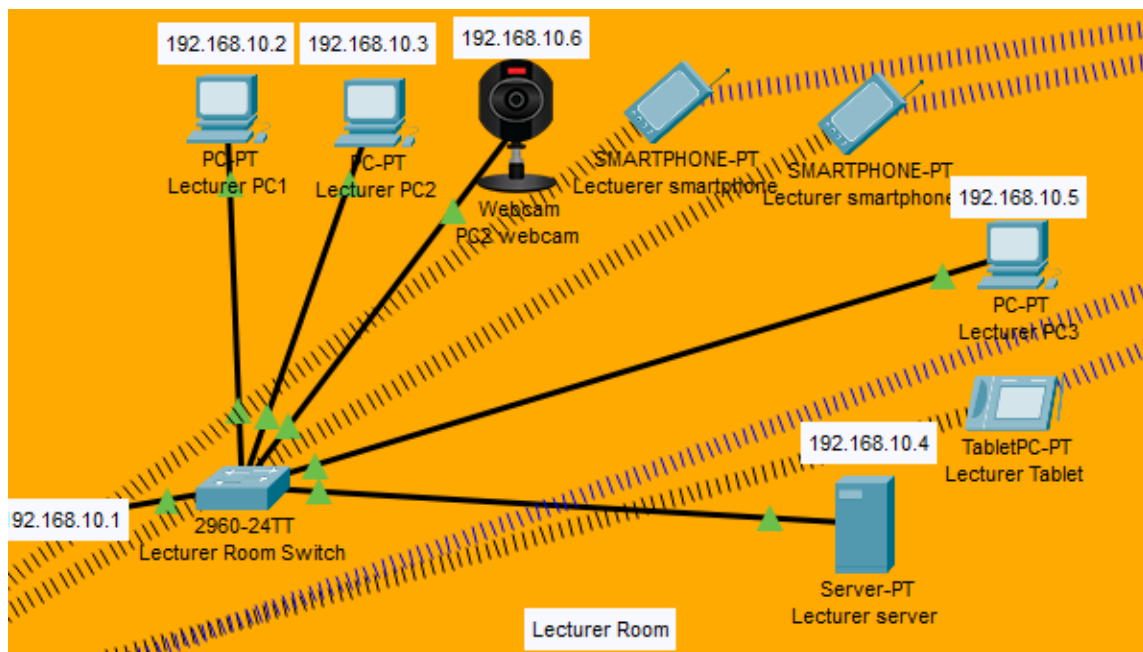 192.168.10.2
192.168.10.3
192.168.10.6
PC-PT
Lecturer PC1
PC-PT
Lecturer PC2
Webcam
PC2 webcam
SMARTPHONE-PT
Lectuerer smartphone
SMARTPHONE-PT
Lecturer smartphone
192.168.10.5
PC-PT
Lecturer PC3
192.168.10.4
TabletPC-PT
Lecturer Tablet
192.168.10.1
2960-24TT
Lecturer Room Switch
Server-PT
Lecturer server
Lecturer Room